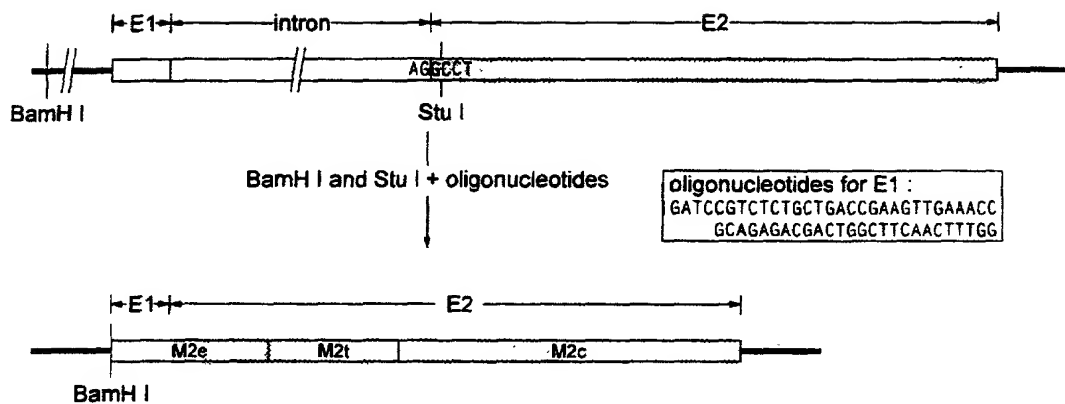 E1 intron E2
AGGCCT
BamH I Stu I
BamH I and Stu I + oligonucleotides
oligonucleotides for E1 :
GATCCGTCTCTGCTGACCGAAGTTGAAACC
GCAGAGACGACTGGCTTCAACTTTGG
E1 E2
M2e M2t M2c
BamH I